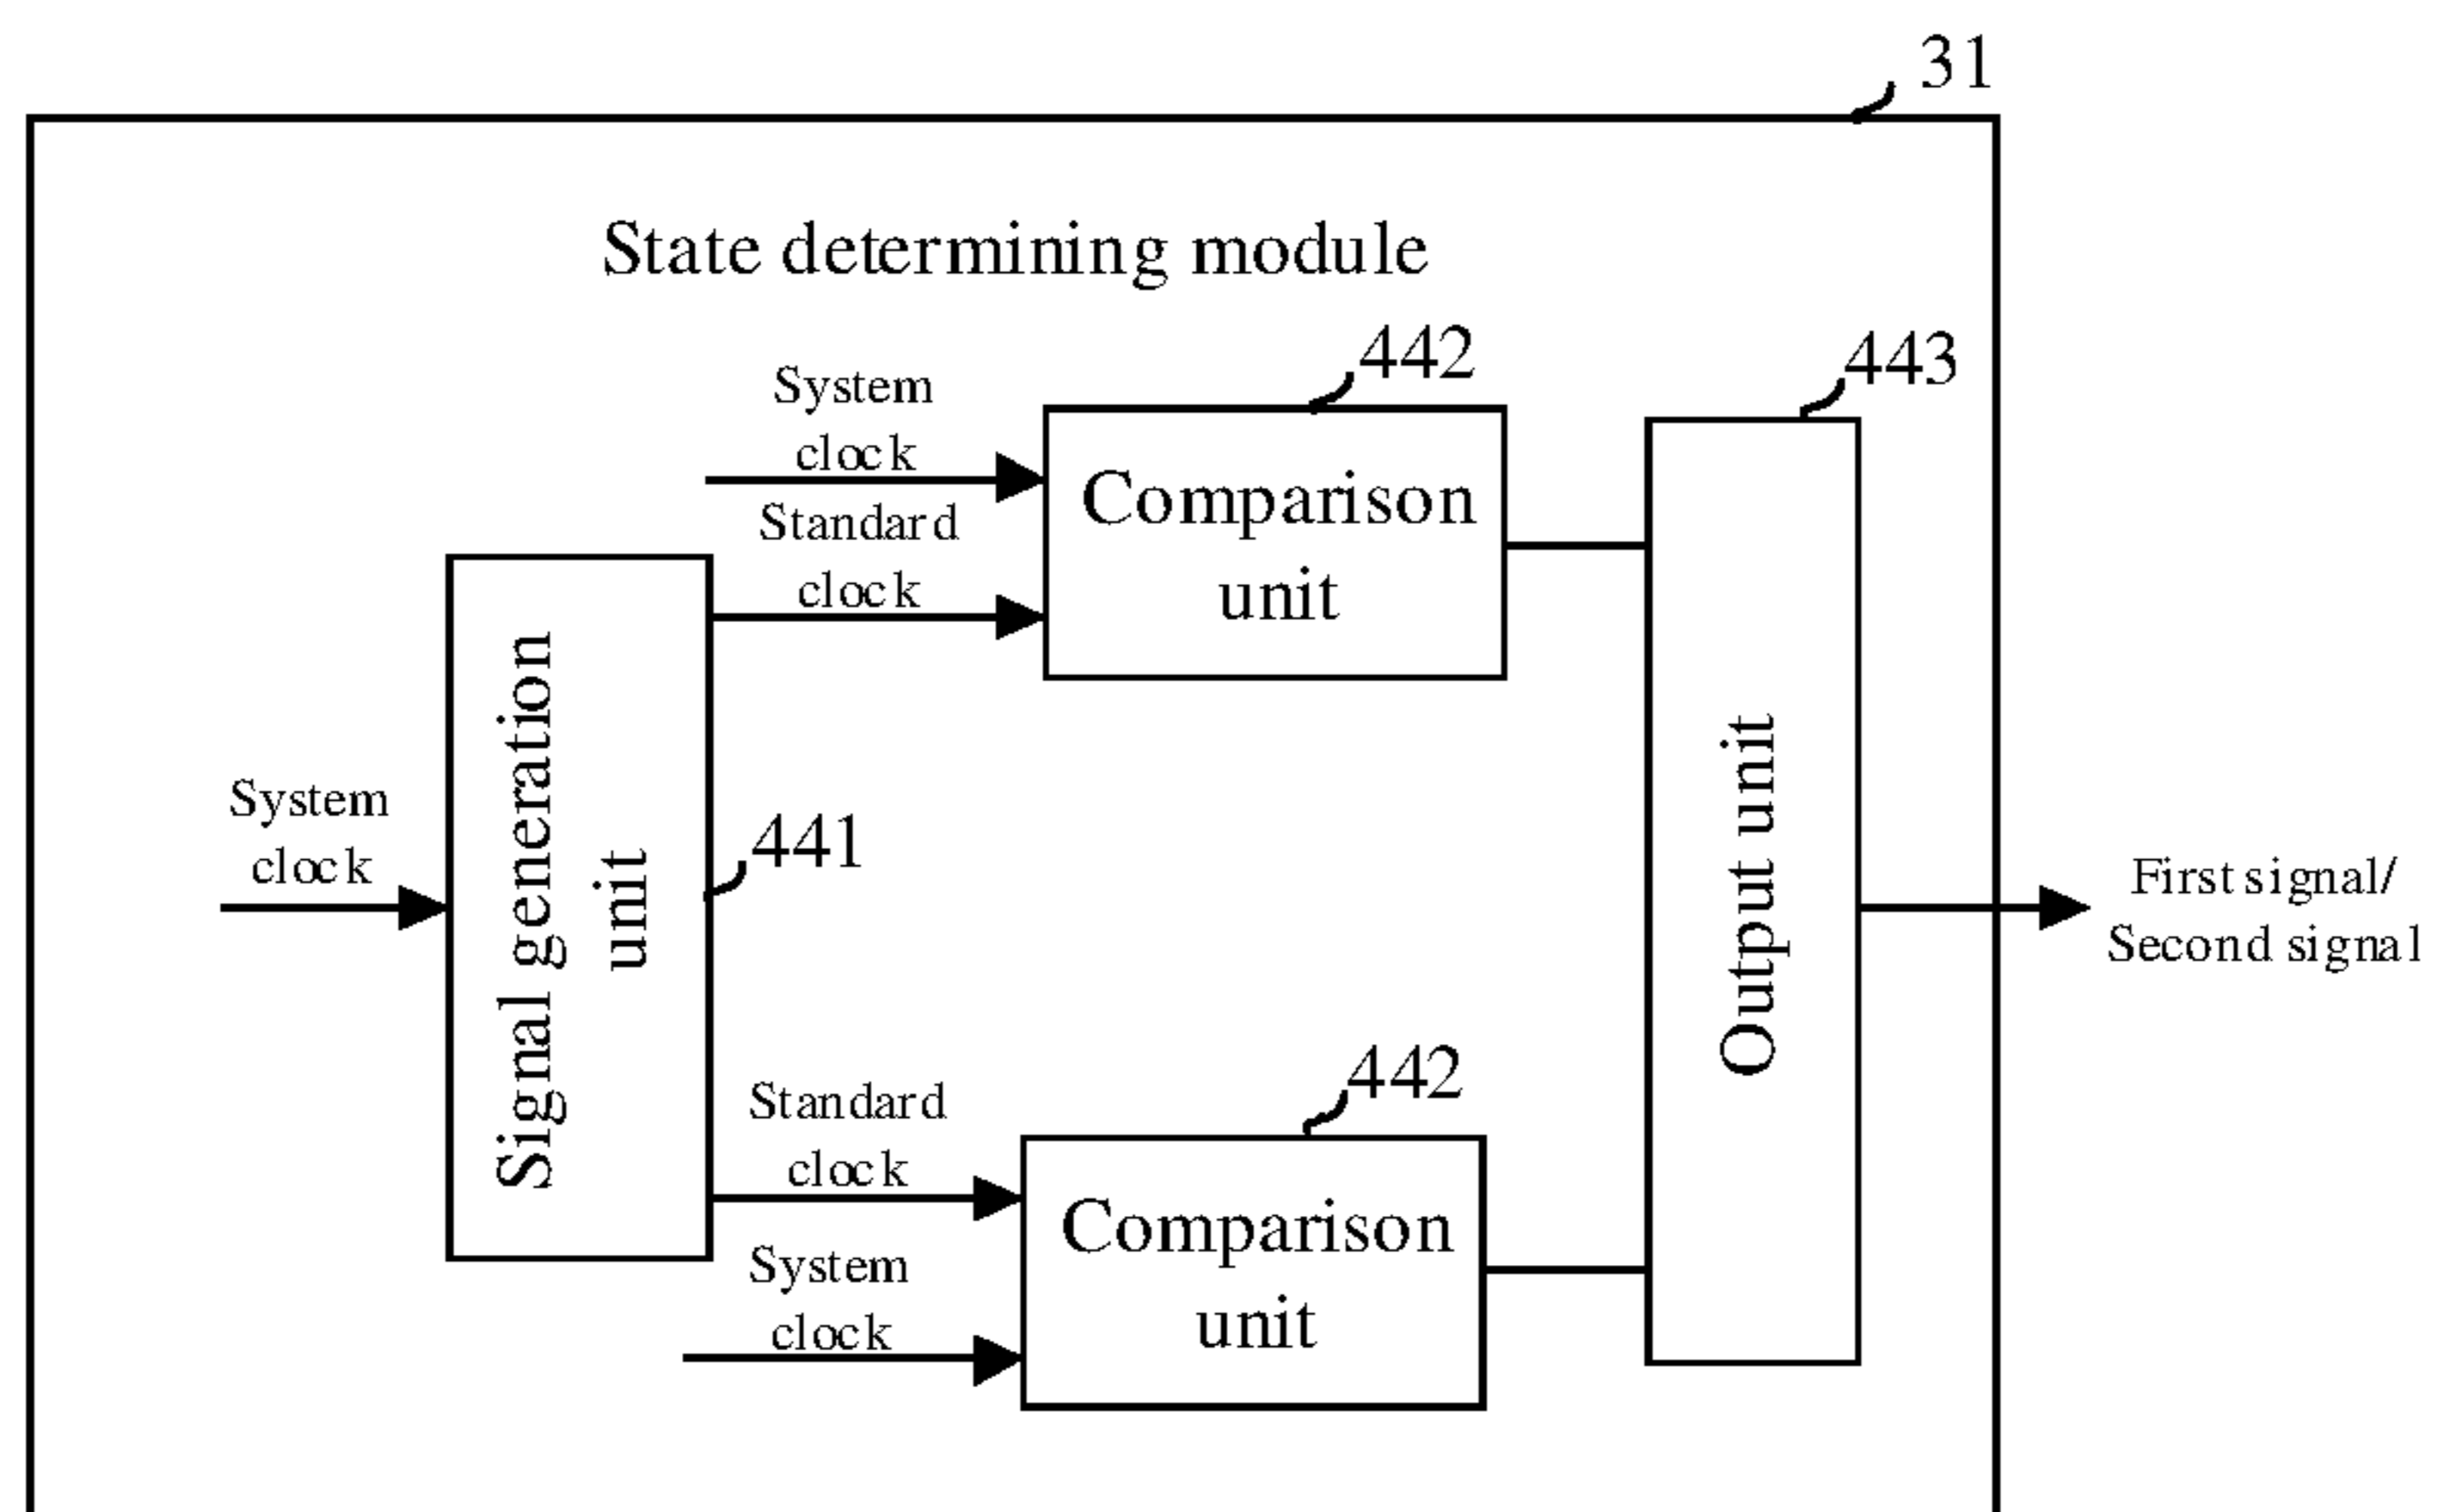 31
State determining module
442
443
System
clock
Standard
clock
Comparison
unit
Signal generation
unit
441
System
clock
Output unit
First signal/
Second signal
442
Standard
clock
System
clock
Comparison
unit